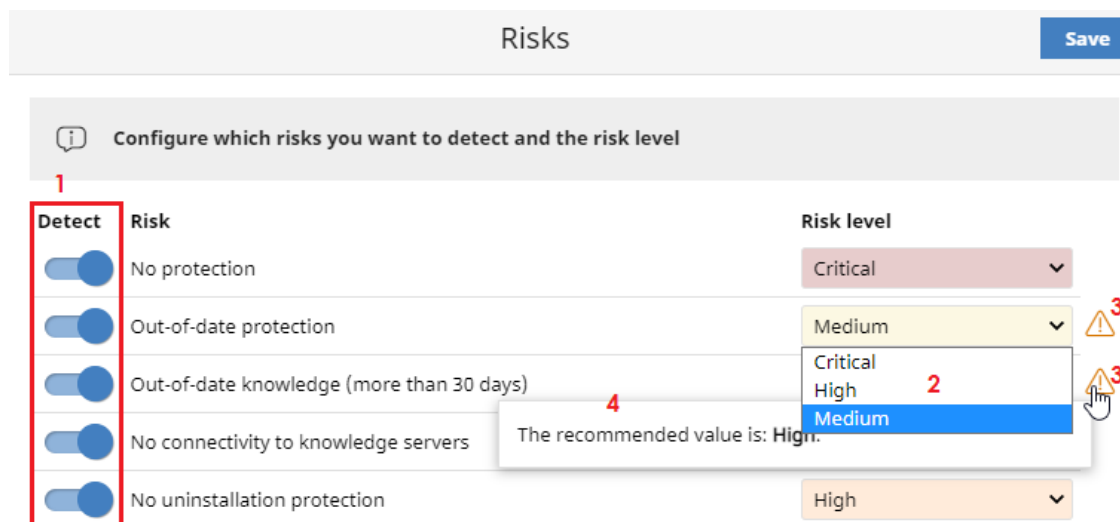 Risks
Save
Configure which risks you want to detect and the risk level
1
Detect Risk Risk level
No protection Critical
3
Out-of-date protection Medium
Critical
3
Out-of-date knowledge (more than 30 days) High 2
4
Medium
No connectivity to knowledge servers The recommended value is: High.
No uninstallation protection High